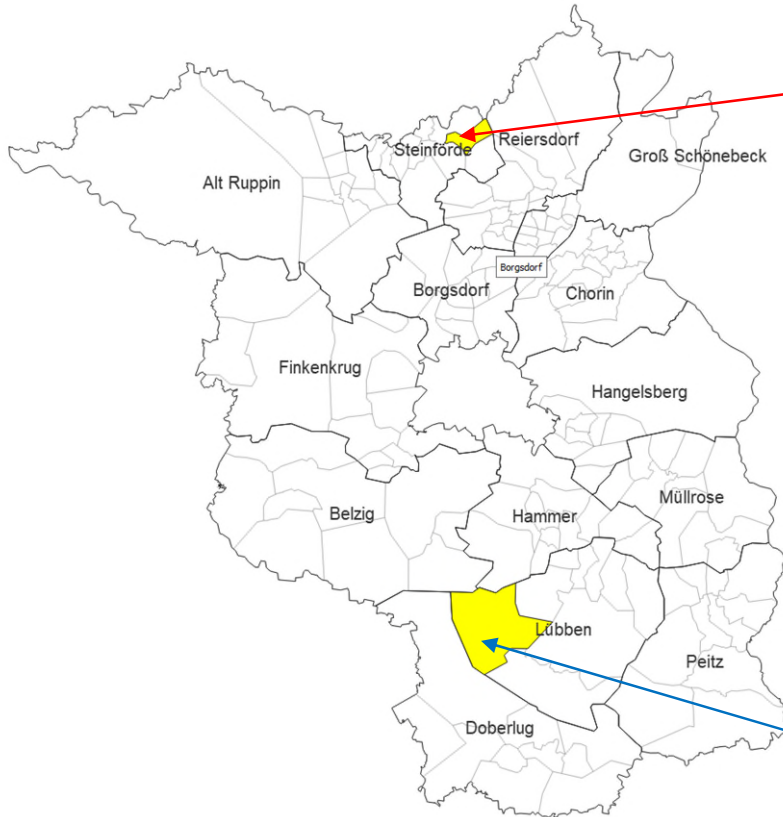 Reiersdorf
Steinförde
Groß Schönebeck
Alt Ruppin
Borgsdorf
Borgsdorf
Chorin
Finkenkrug
Hangelsberg
Müllrose
Belzig
Hammer
Lübben
Peitz
Doberlug